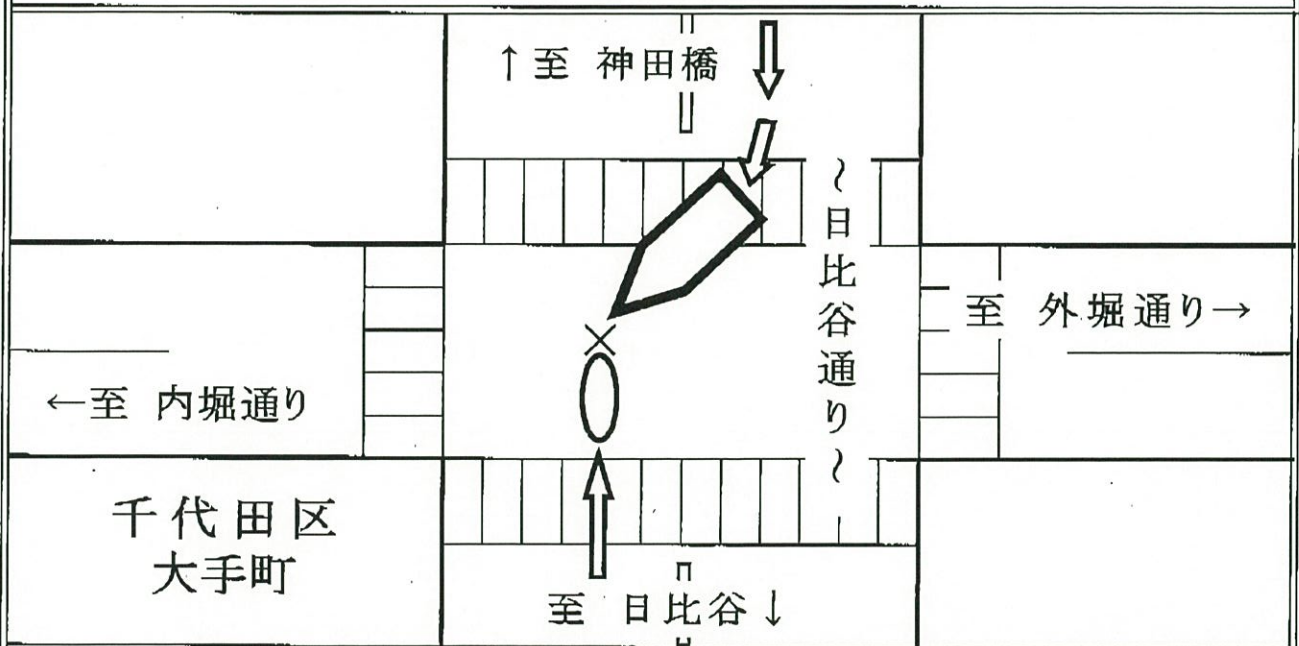 ↑至 神田橋
~日比谷通り~
至 外堀通り→
←至 内堀通り
千代田区
大手町
至 日比谷↓